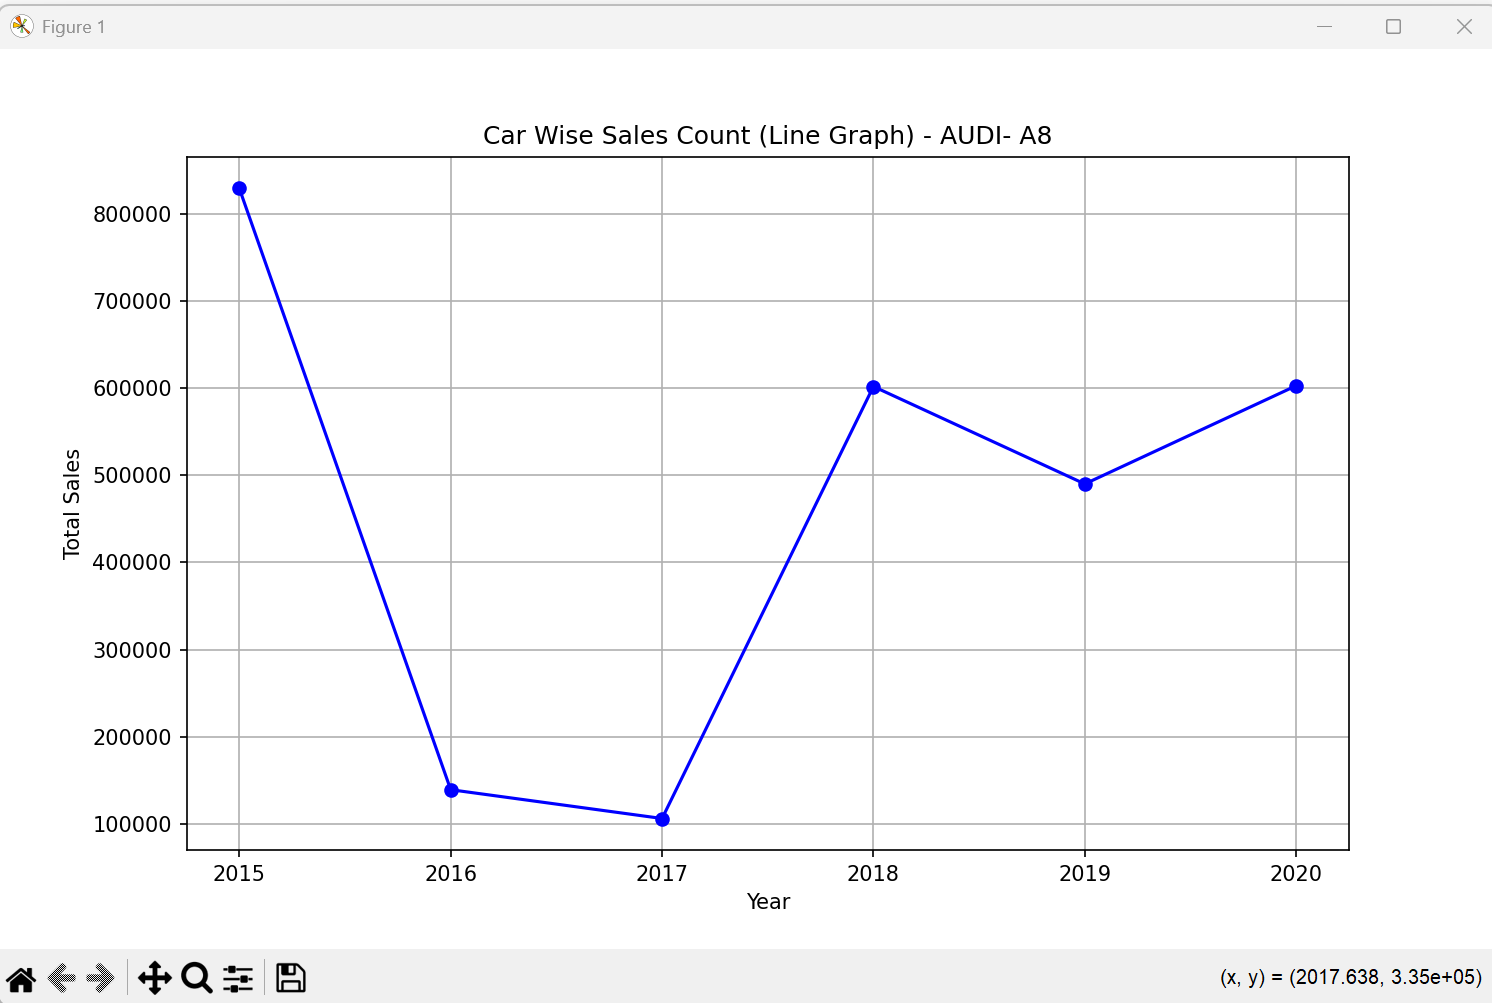 Figure 1
Car Wise Sales Count (Line Graph) - AUDI- A8
800000
700000
600000
500000
400000
300000
200000
100000
Total Sales
2015 2016 2017 2018 2019 2020
Year
(x, y) = (2017.638, 3.35e+05)